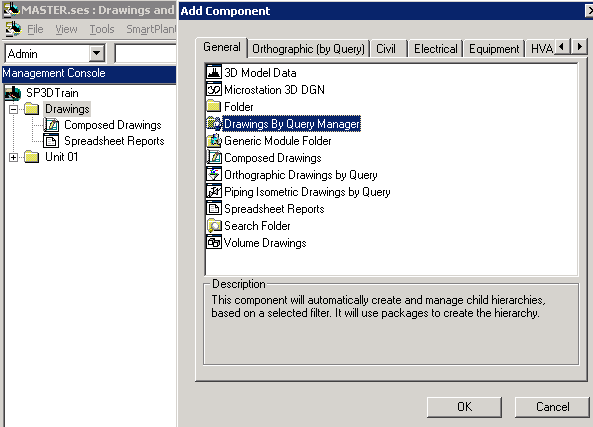 MASTER.ses : Drawings and
File View Tools SmartPlant
Admin
Management Console
SP3DTrain
Drawings
Composed Drawings
Spreadsheet Reports
Unit 01
Add Component
General Orthographic (by Query) Civil Electrical Equipment HVA
3D Model Data
Microstation 3D DGN
Folder
Drawings By Query Manager
Generic Module Folder
Composed Drawings
Orthographic Drawings by Query
Piping Isometric Drawings by Query
Spreadsheet Reports
Search Folder
Volume Drawings
Description
This component will automatically create and manage child hierarchies,
based on a selected filter. It will use packages to create the hierarchy.
OK Cancel